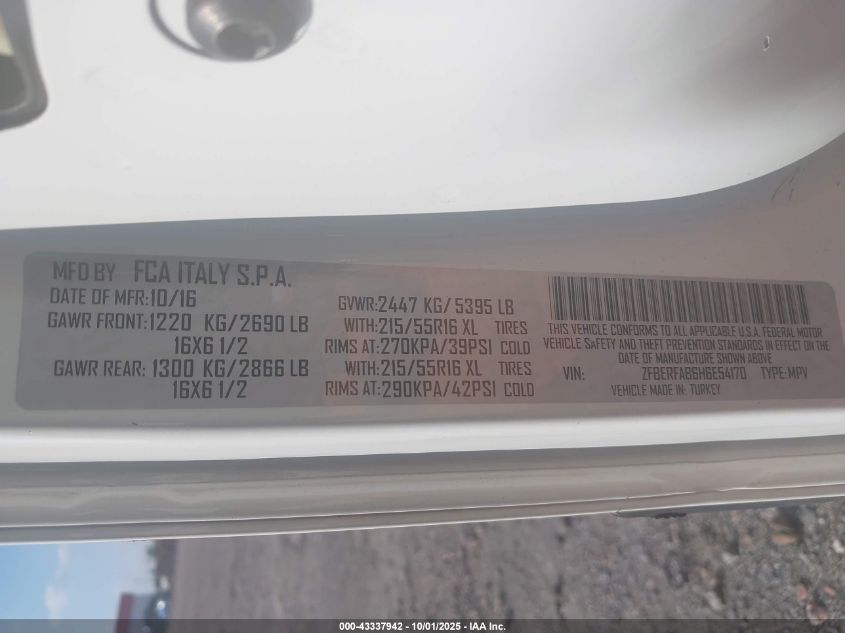 MFD BY FCA ITALY S.P.A.
DATE OF MFR:10/16
GAWR FRONT: 1220 KG/2690 LB
16X6 1/2
GAWR REAR: 1300 KG/2866 LB
16X6 1/2
GVWR:2447 KG/5395 LB
WITH:215/55R16 XL TIRES
RIMS AT:270KPA/39PSI COLD
WITH:215/55R16 XL TIRES
RIMS AT:290KPA/42PSI COLD
THIS VEHICLE CONFORMS TO ALL APPLICABLE U.S.A. FEDERAL MOTOR
VEHICLE SAFETY AND THEFT PREVENTION STANDARDS IN EFFECT ON THE
DATE OF MANUFACTURE SHOWN ABOVE.
VIN: ZFBERFAB6H6E54170 TYPE:MPV
VEHICLE MADE IN: TURKEY
000-43337942 - 10/01/2025 - IAA Inc.